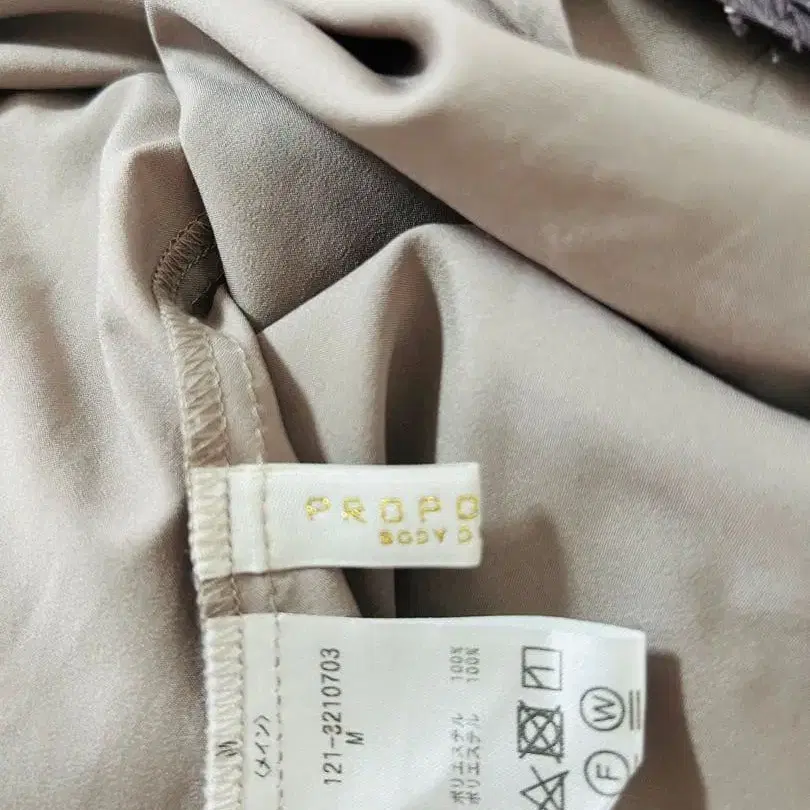 PROPO
BODY D
(メイン)
121-3210703
M
ポリエステル 100%
ポリエステル 100%
W
F